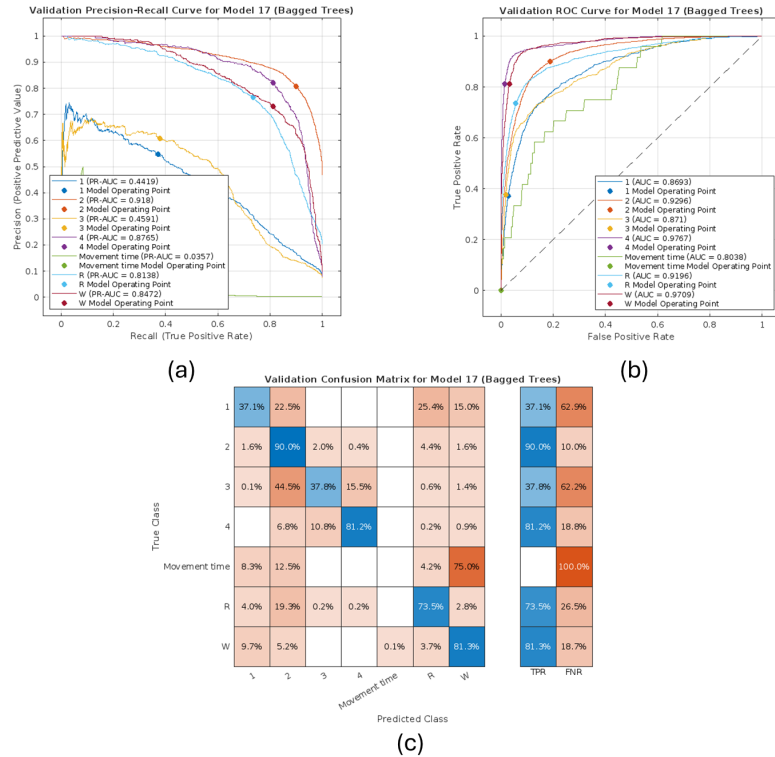 Validation Precision-Recall Curve for Model 17 (Bagged Trees)
1
0.9
0.8
0.7
0.6
0.5
0.4
0.3
0.2
0.1
0
Precision (Positive Predictive Value)
1 (PR-AUC = 0.4419)
1 Model Operating Point
2 (PR-AUC = 0.918)
2 Model Operating Point
3 (PR-AUC = 0.4591)
3 Model Operating Point
4 (PR-AUC = 0.8765)
4 Model Operating Point
Movement time (PR-AUC = 0.0357)
Movement time Model Operating Point
R (PR-AUC = 0.8138)
R Model Operating Point
W (PR-AUC = 0.8472)
W Model Operating Point
0 0.2 0.4 0.6 0.8 1
Recall (True Positive Rate)
(a)
Validation ROC Curve for Model 17 (Bagged Trees)
1
0.8
0.6
0.4
0.2
0
True Positive Rate
1 (AUC = 0.8693)
1 Model Operating Point
2 (AUC = 0.9296)
2 Model Operating Point
3 (AUC = 0.871)
3 Model Operating Point
4 (AUC = 0.9767)
4 Model Operating Point
Movement time (AUC = 0.8038)
Movement time Model Operating Point
R (AUC = 0.9196)
R Model Operating Point
W (AUC = 0.9709)
W Model Operating Point
0 0.2 0.4 0.6 0.8 1
False Positive Rate
(b)
Validation Confusion Matrix for Model 17 (Bagged Trees)
True Class
1 37.1% 22.5% 25.4% 15.0% 37.1% 62.9%
2 1.6% 90.0% 2.0% 0.4% 4.4% 1.6% 90.0% 10.0%
3 0.1% 44.5% 37.8% 15.5% 0.6% 1.4% 37.8% 62.2%
4 6.8% 10.8% 81.2% 0.2% 0.9% 81.2% 18.8%
Movement time 8.3% 12.5% 4.2% 75.0% 100.0%
R 4.0% 19.3% 0.2% 0.2% 73.5% 2.8% 73.5% 26.5%
W 9.7% 5.2% 0.1% 3.7% 81.3% 81.3% 18.7%
1 2 3 4 Movement time R W TPR FNR
Predicted Class
(c)